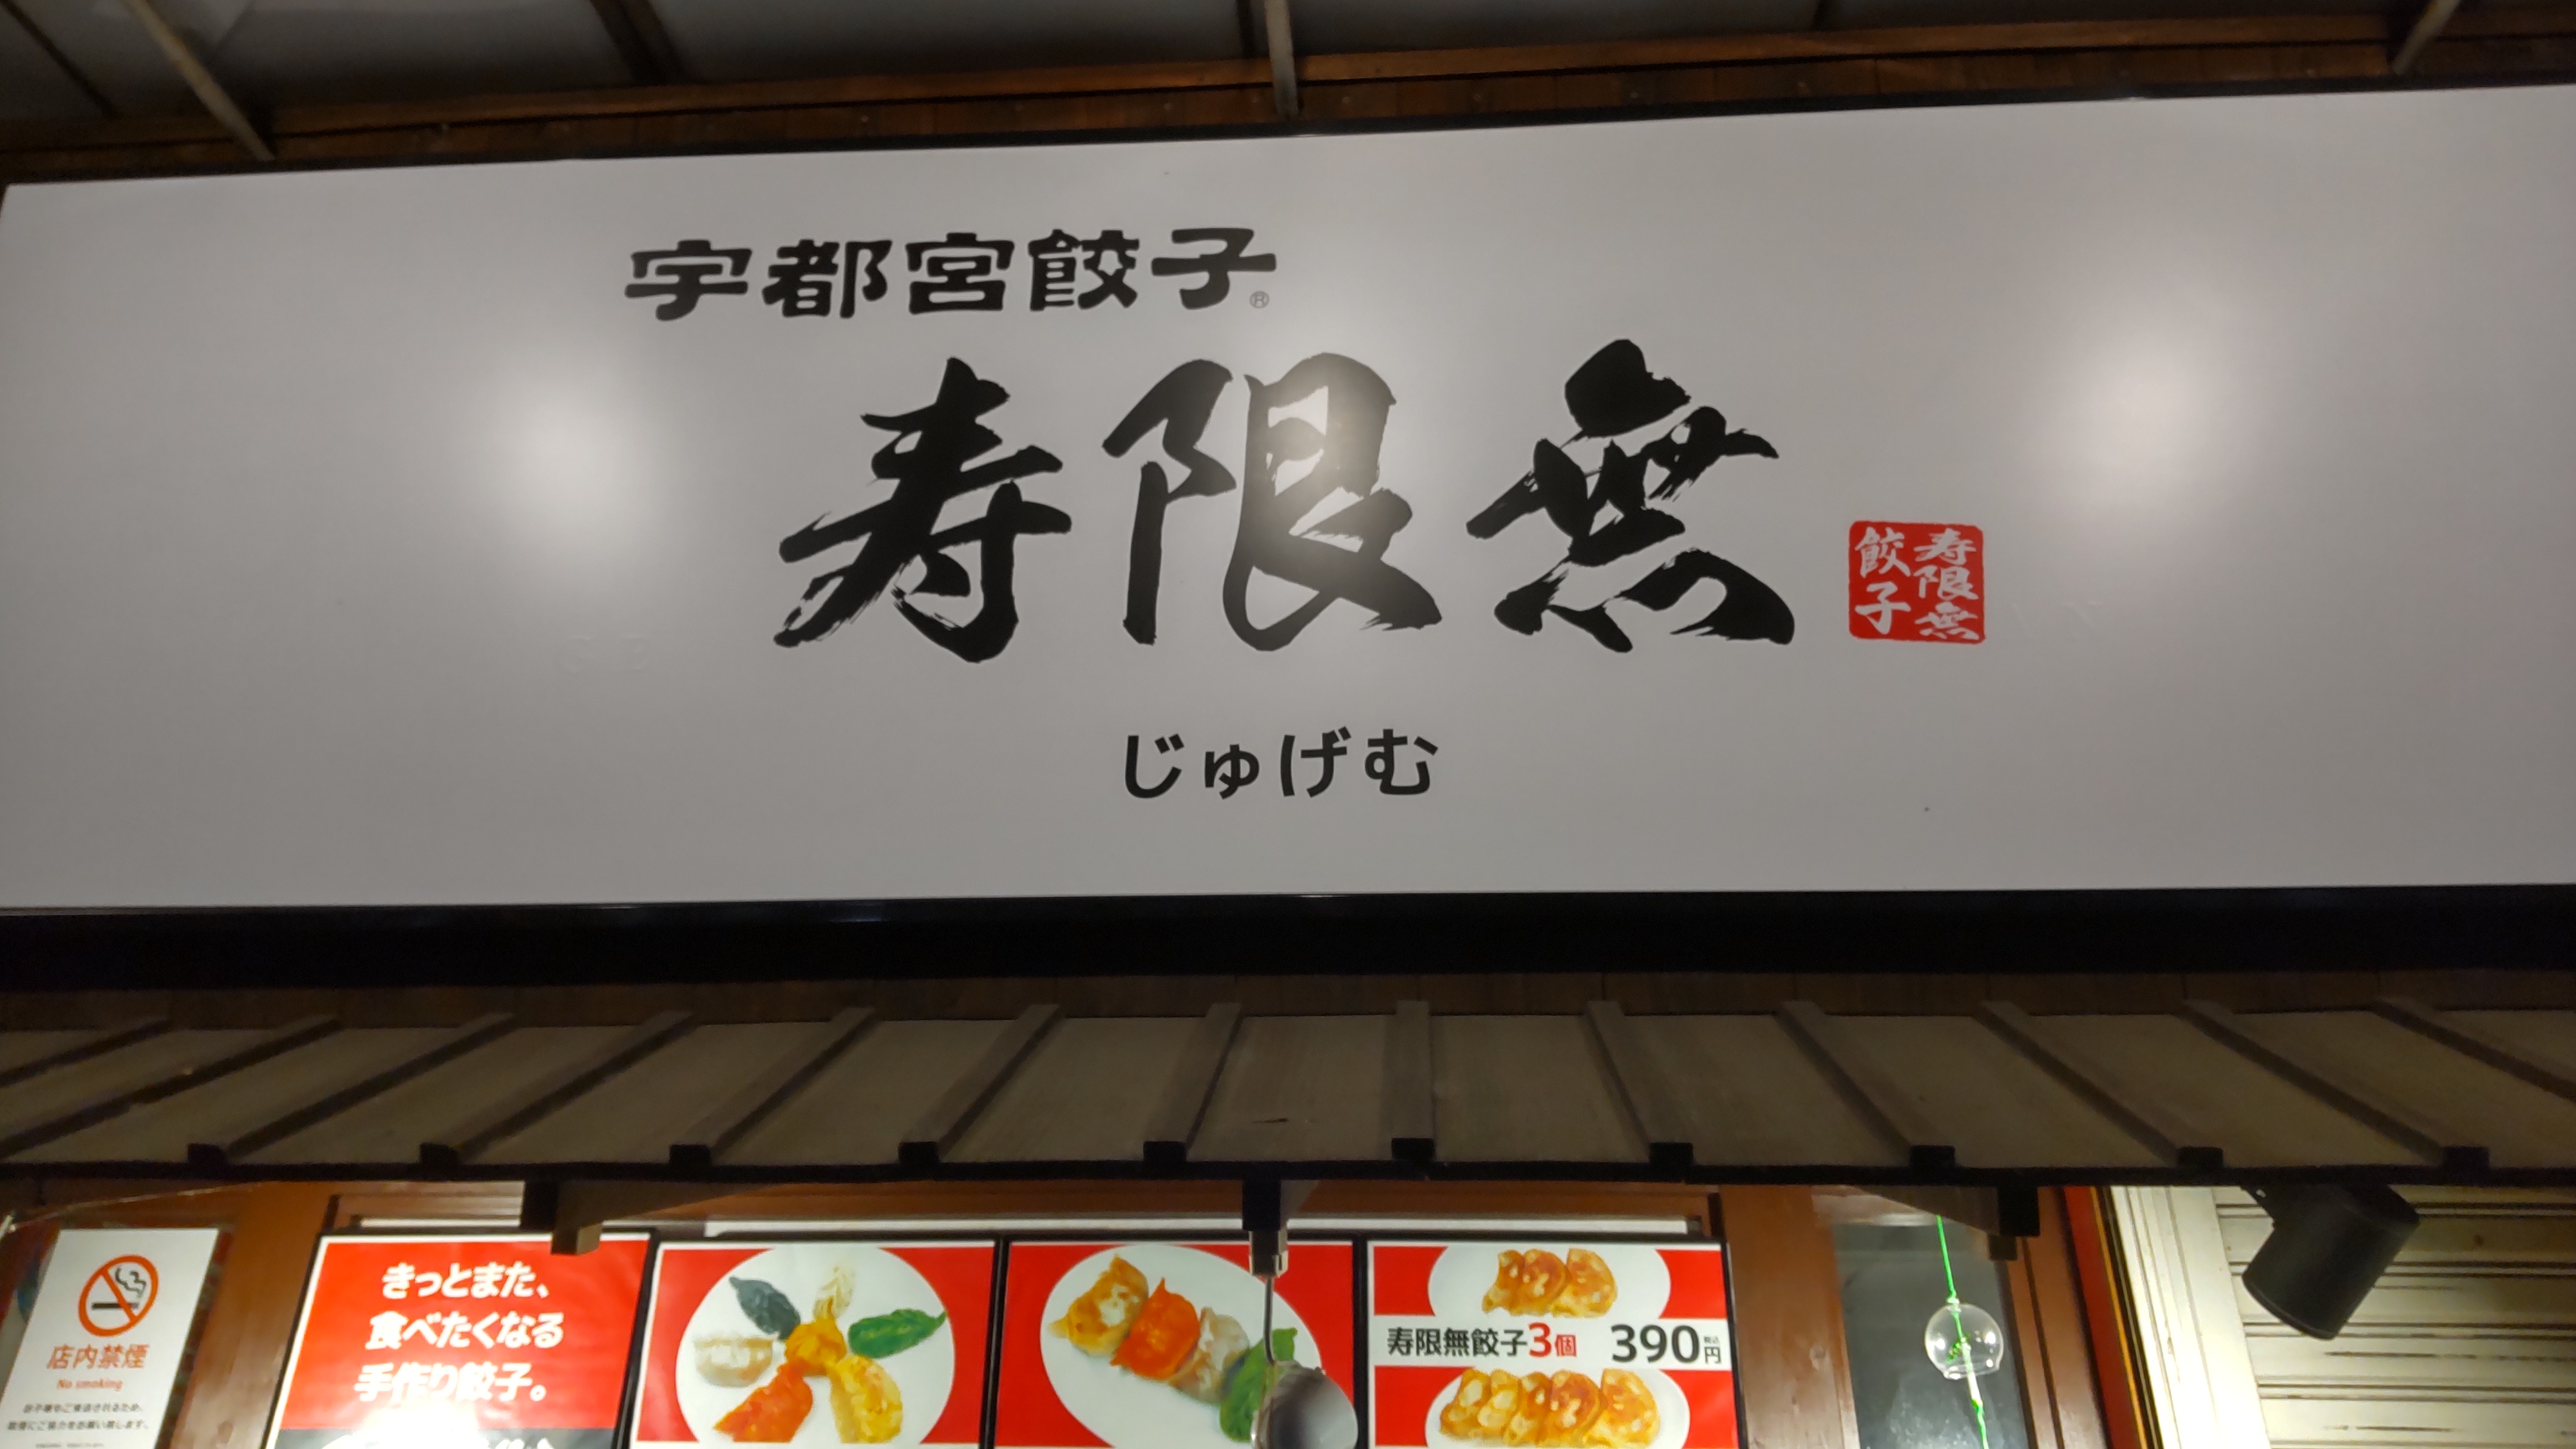 宇都宮餃子®
寿限無
寿限無
餃子
じゅげむ
店内禁煙
No smoking
きっとまた、
食べたくなる
手作り餃子。
寿限無餃子3個 390円 税込